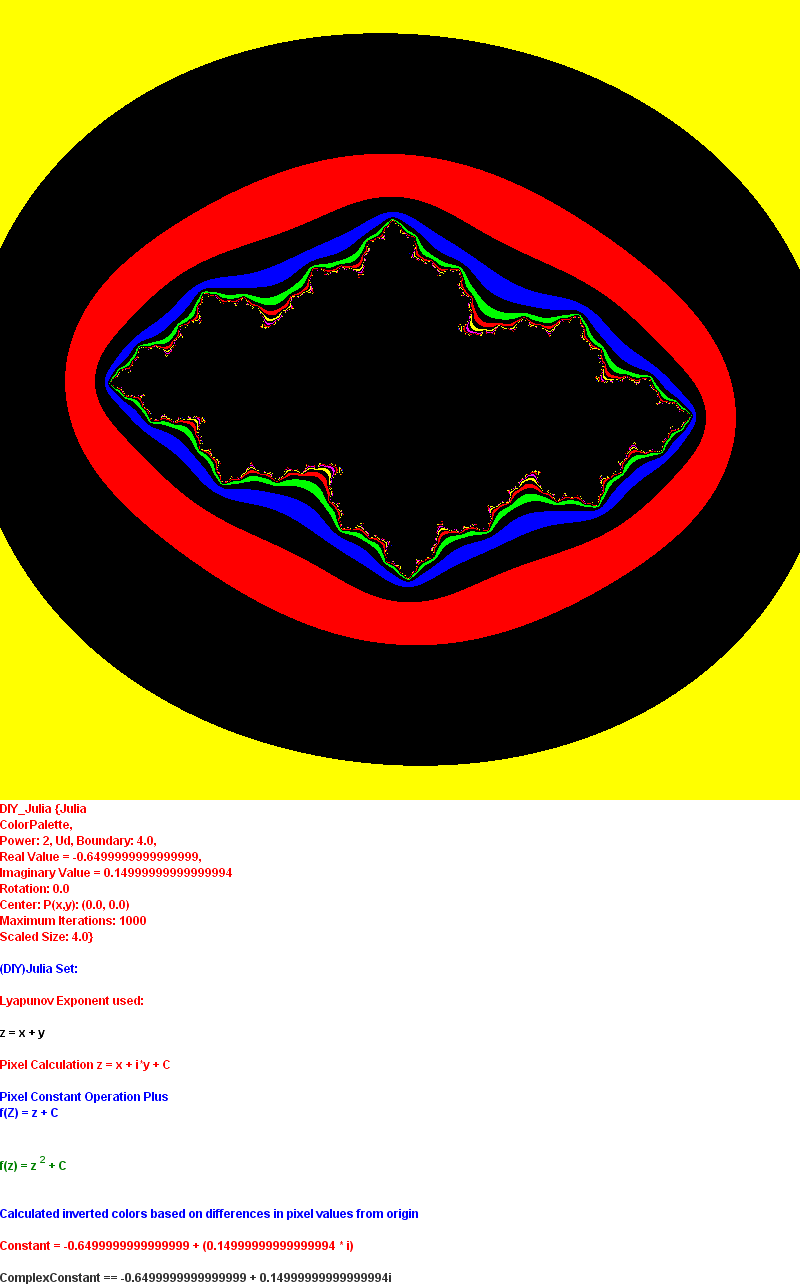 DIY_Julia {Julia
ColorPalette,
Power: 2, Ud, Boundary: 4.0,
Real Value = -0.6499999999999999,
Imaginary Value = 0.14999999999999994
Rotation: 0.0
Center: P(x,y): (0.0, 0.0)
Maximum Iterations: 1000
Scaled Size: 4.0}
(DIY)Julia Set:
Lyapunov Exponent used:
z = x + y
Pixel Calculation z = x + i*y + C
Pixel Constant Operation Plus
f(Z) = z + C
f(z) = z 2 + C
Calculated inverted colors based on differences in pixel values from origin
Constant = -0.6499999999999999 + (0.14999999999999994 * i)
ComplexConstant == -0.6499999999999999 + 0.14999999999999994i